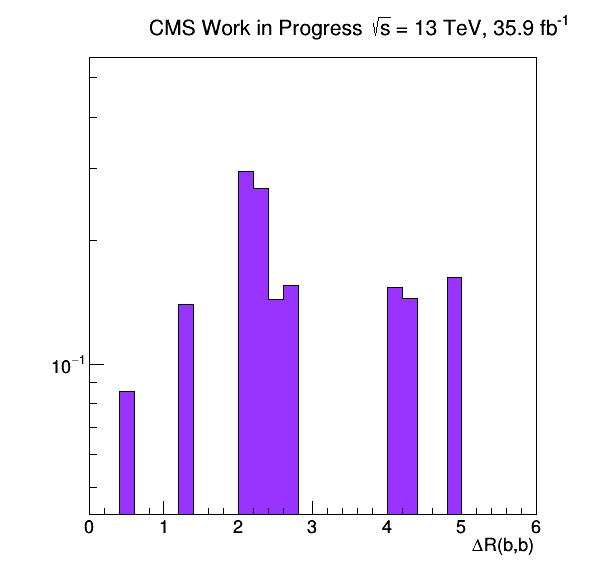 CMS Work in Progress √s = 13 TeV, 35.9 fb⁻¹
10⁻¹
0 1 2 3 4 5 6
ΔR(b,b)